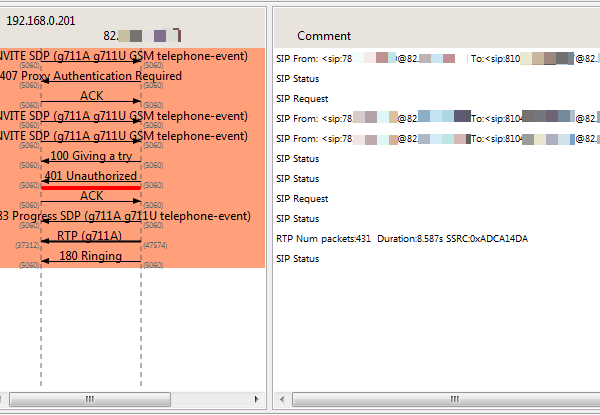 192.168.0.201
82.
Comment
NVITE SDP (g711A g711U GSM telephone-event)
(5060) (5060)
SIP From: <sip:78 @82. To:<sip:810 @82.
407 Proxy Authentication Required
(5060) (5060)
SIP Status
ACK
(5060) (5060)
SIP Request
NVITE SDP (g711A g711U GSM telephone-event)
(5060) (5060)
SIP From: <sip:78 @82. To:<sip:8104 @82.
NVITE SDP (g711A g711U GSM telephone-event)
(5060) (5060)
SIP From: <sip:78 @82. To:<sip:8104 @82.
100 Giving a try
(5060) (5060)
SIP Status
401 Unauthorized
(5060) (5060)
SIP Status
ACK
(5060) (5060)
SIP Request
83 Progress SDP (g711A g711U telephone-event)
(5060) (5060)
SIP Status
RTP (g711A)
(37312) (47574)
RTP Num packets:431 Duration:8.587s SSRC:0xADCA14DA
180 Ringing
(5060) (5060)
SIP Status